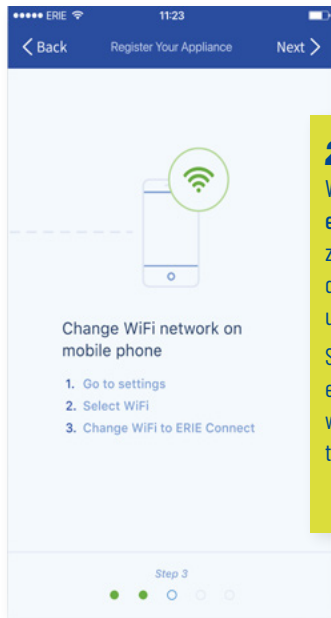 ERIE
11:23
Back
Register Your Appliance
Next
Change WiFi network on
mobile phone
1. Go to settings
2. Select WiFi
3. Change WiFi to ERIE Connect
Step 3